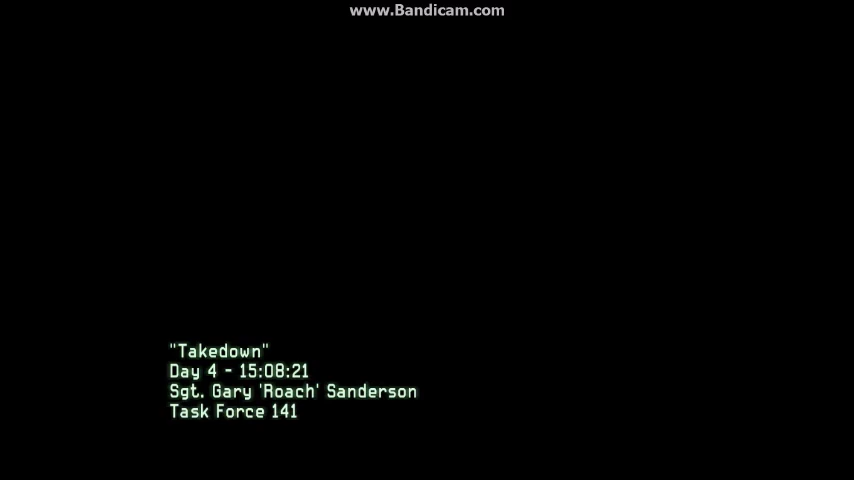 www.Bandicam.com
"Takedown"
Day 4 - 15:08:21
Sgt. Gary 'Roach' Sanderson
Task Force 141